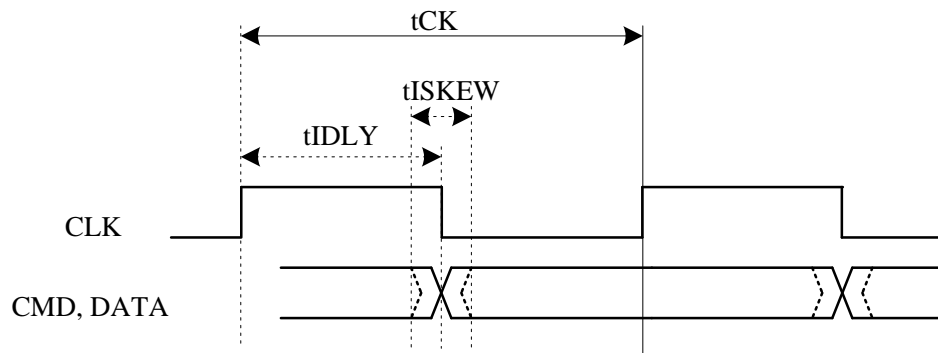 tCK
tISKEW
tIDLY
CLK
CMD, DATA